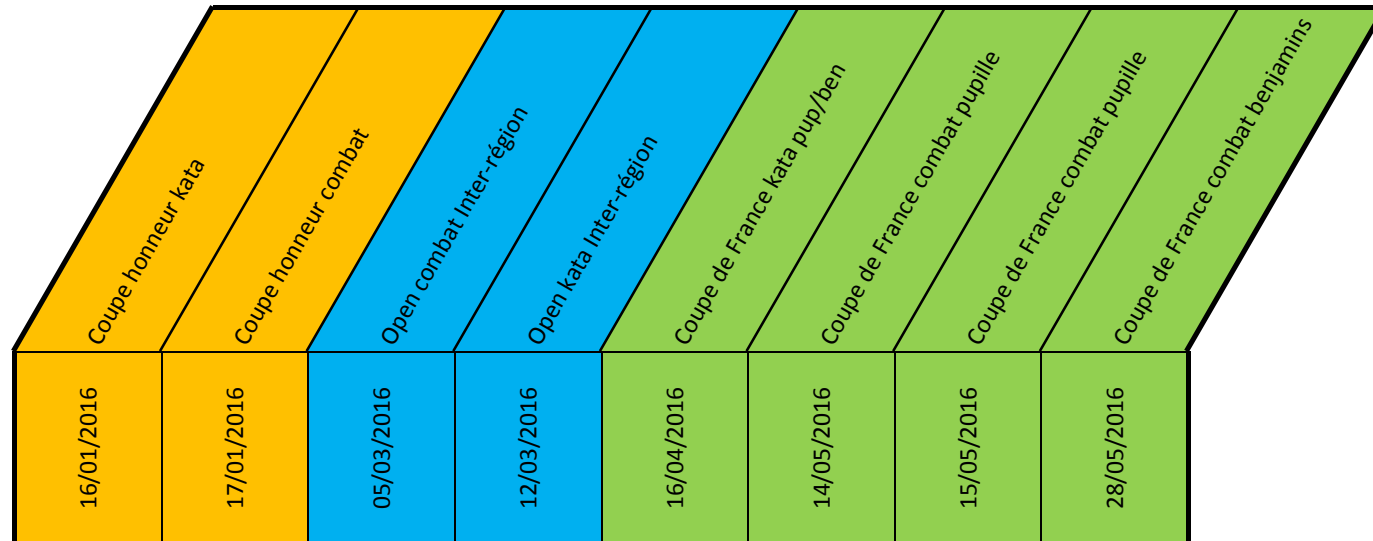 Coupe honneur kata
Coupe honneur combat
Open combat Inter-région
Open kata Inter-région
Coupe de France kata pup/ben
Coupe de France combat pupille
Coupe de France combat pupille
Coupe de France combat benjamins
16/01/2016
17/01/2016
05/03/2016
12/03/2016
16/04/2016
14/05/2016
15/05/2016
28/05/2016